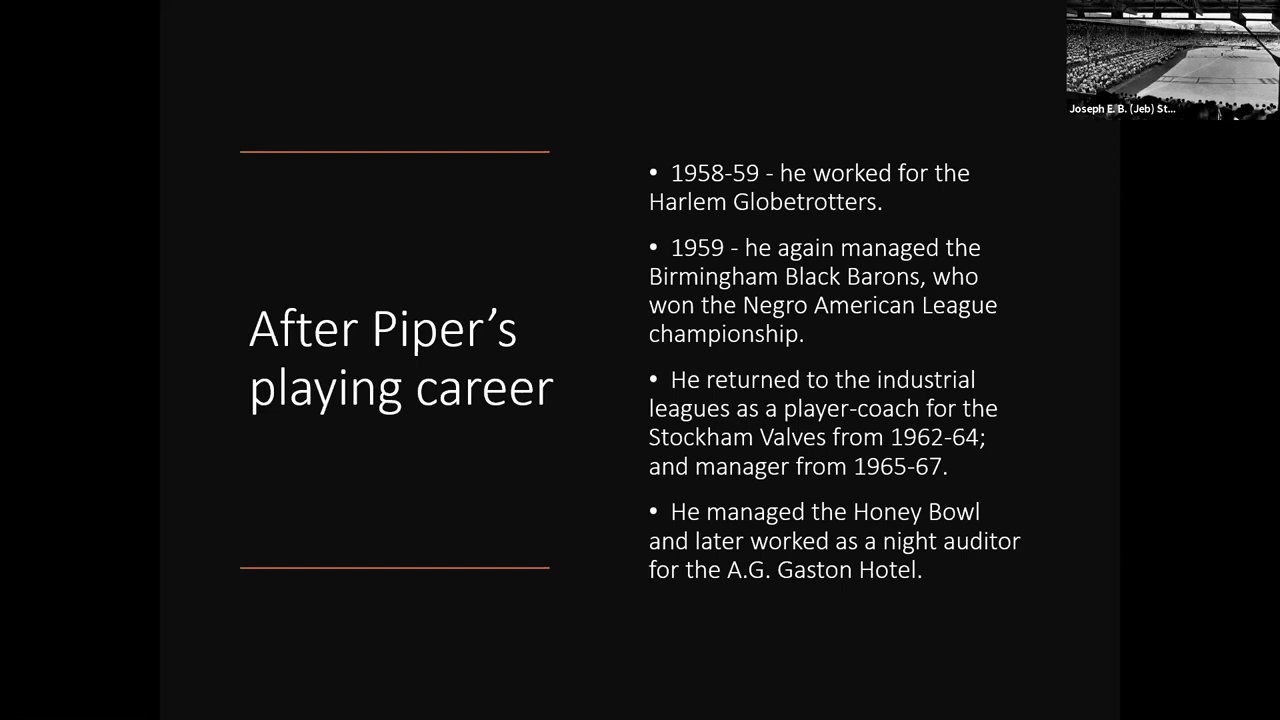 Joseph E. B. (Jeb) St...
After Piper’s
playing career
• 1958-59 - he worked for the
Harlem Globetrotters.
• 1959 - he again managed the
Birmingham Black Barons, who
won the Negro American League
championship.
• He returned to the industrial
leagues as a player-coach for the
Stockham Valves from 1962-64;
and manager from 1965-67.
• He managed the Honey Bowl
and later worked as a night auditor
for the A.G. Gaston Hotel.